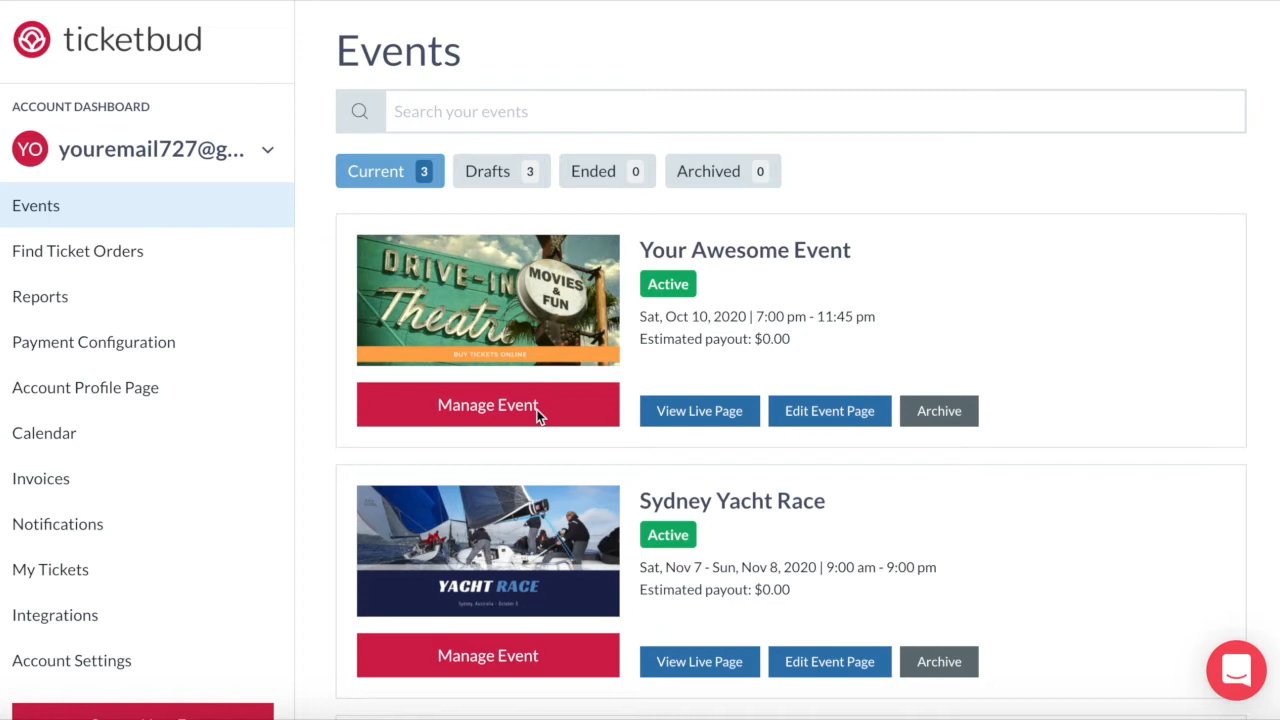 ticketbud
ACCOUNT DASHBOARD
YO youremail727@g...
Events
Find Ticket Orders
Reports
Payment Configuration
Account Profile Page
Calendar
Invoices
Notifications
My Tickets
Integrations
Account Settings
Events
Search your events
Current 3 Drafts 3 Ended 0 Archived 0
DRIVE-IN
Theatre
MOVIES
& FUN
BUY TICKETS ONLINE
Your Awesome Event
Active
Sat, Oct 10, 2020 | 7:00 pm - 11:45 pm
Estimated payout: $0.00
Manage Event View Live Page Edit Event Page Archive
YACHT RACE
Sydney, Australia - October 3
Sydney Yacht Race
Active
Sat, Nov 7 - Sun, Nov 8, 2020 | 9:00 am - 9:00 pm
Estimated payout: $0.00
Manage Event View Live Page Edit Event Page Archive